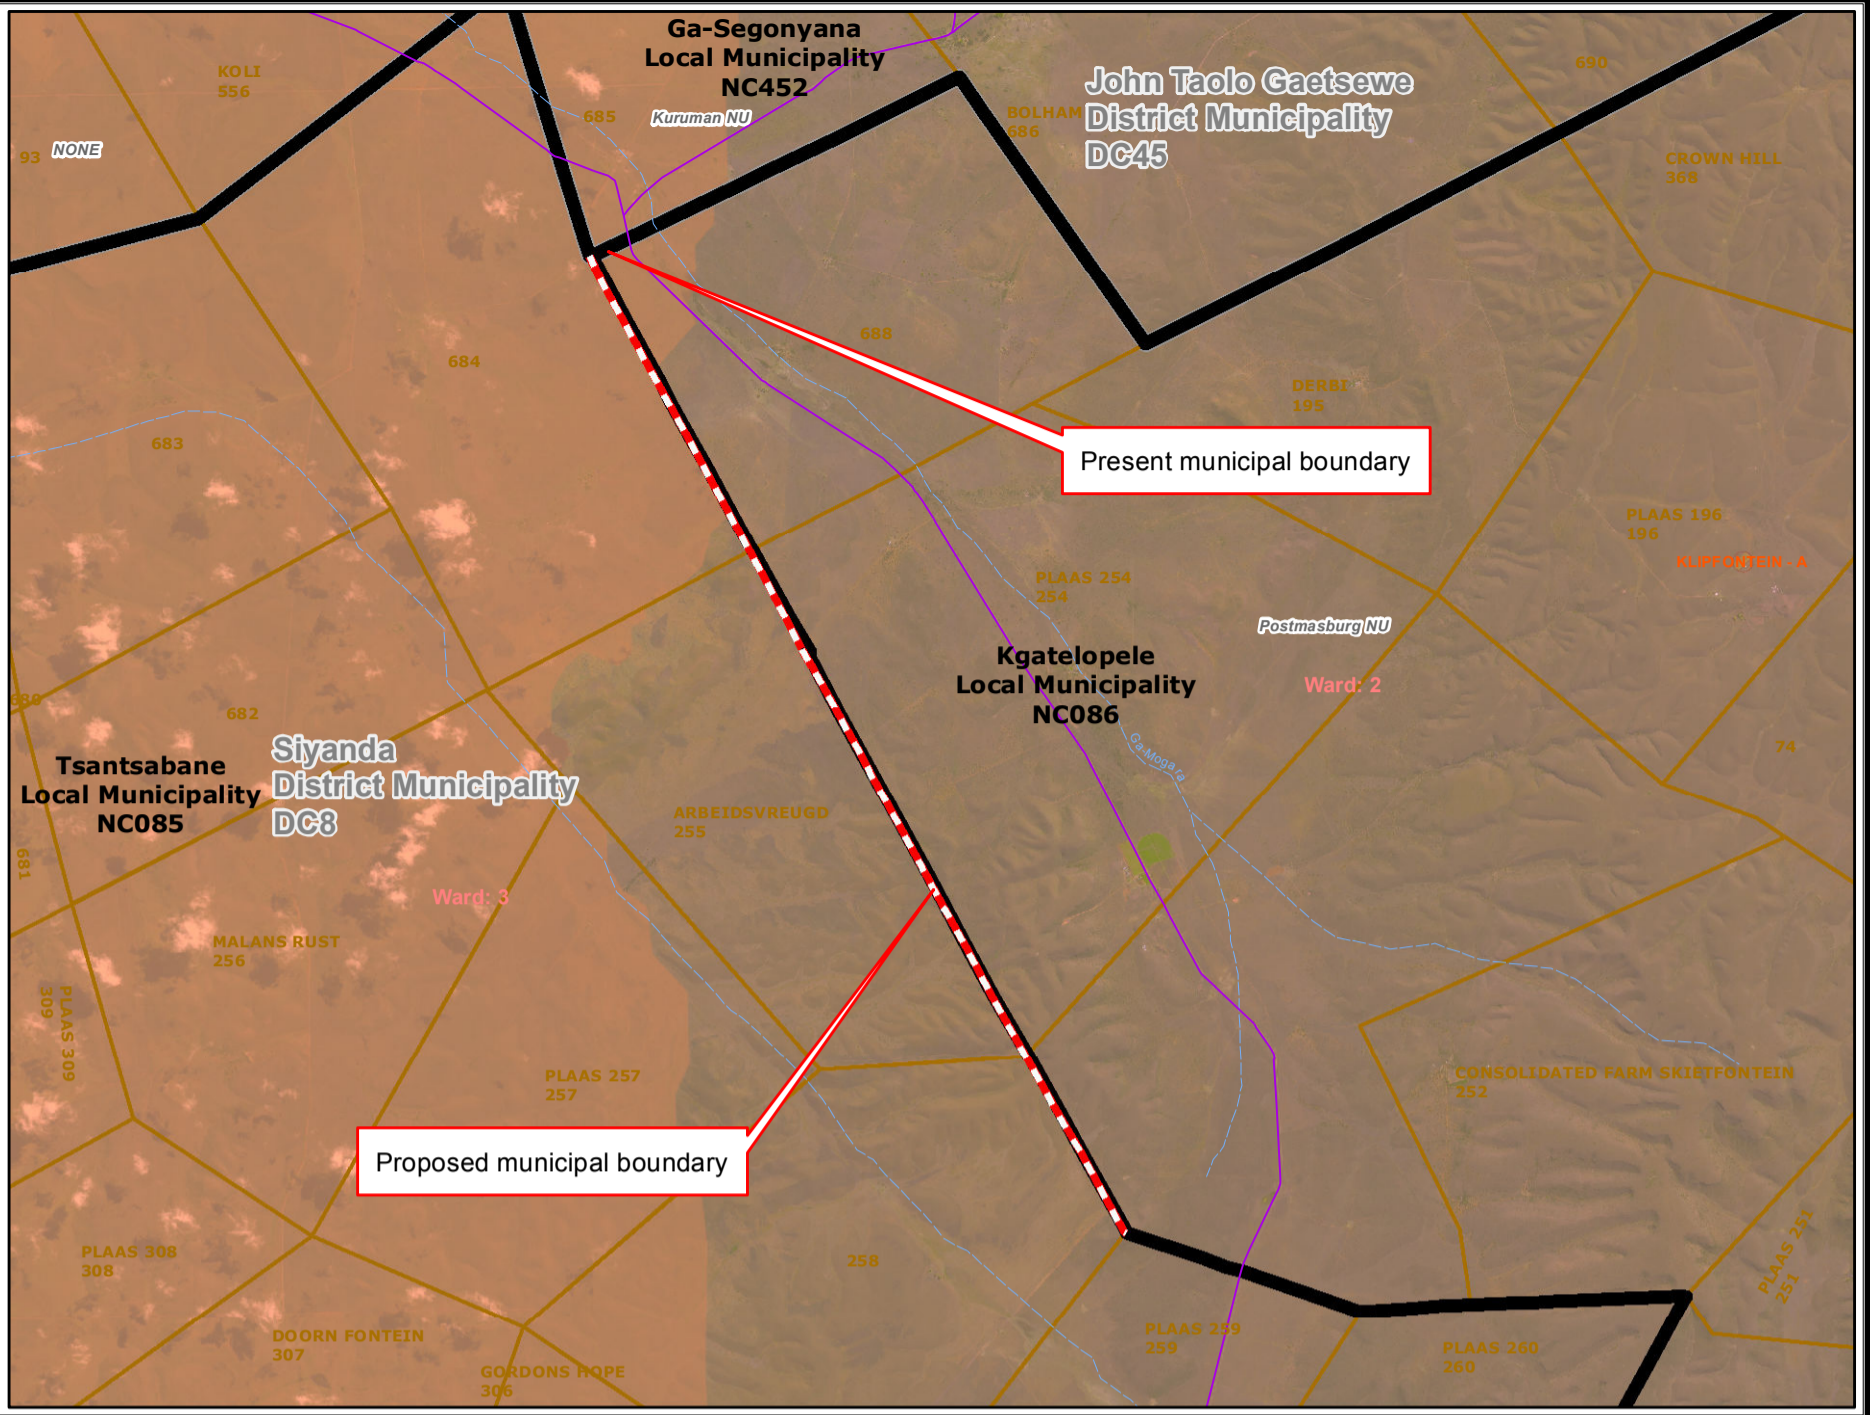 Ga-Segonyana
Local Municipality
NC452
KOLI
556
John Taolo Gaetsewe
District Municipality
DC45
690
685
Kuruman NU
BOLHAM
686
93
NONE
CROWN HILL
368
688
684
DERBI
195
683
Present municipal boundary
PLAAS 196
196
KLIPFONTEIN - A
PLAAS 254
254
Postmasburg NU
Kgatelopele
Local Municipality
NC086
Ward: 2
680
682
Ga-Mogara
74
Siyanda
District Municipality
DC8
Tsantsabane
Local Municipality
NC085
ARBEIDSVREUGD
255
681
Ward: 3
MALANS RUST
256
PLAAS 309
309
PLAAS 257
257
CONSOLIDATED FARM SKIETFONTEIN
252
Proposed municipal boundary
PLAAS 308
308
258
PLAAS 251
251
DOORN FONTEIN
307
PLAAS 259
259
PLAAS 260
260
GORDONS HOPE
306